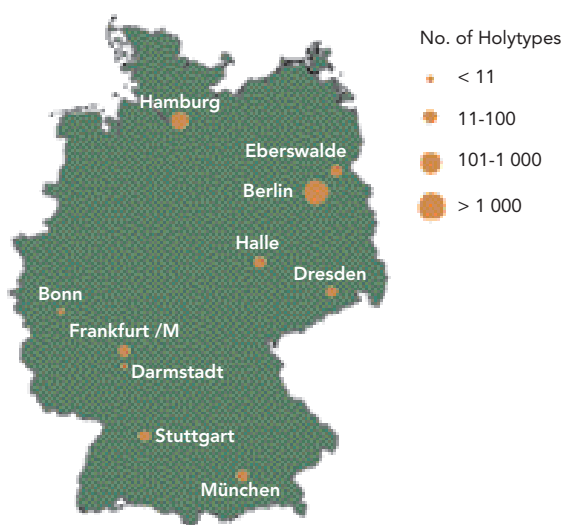 No. of Holytypes
< 11
11-100
101-1 000
> 1 000
Hamburg
Eberswalde
Berlin
Halle
Dresden
Bonn
Frankfurt /M
Darmstadt
Stuttgart
München